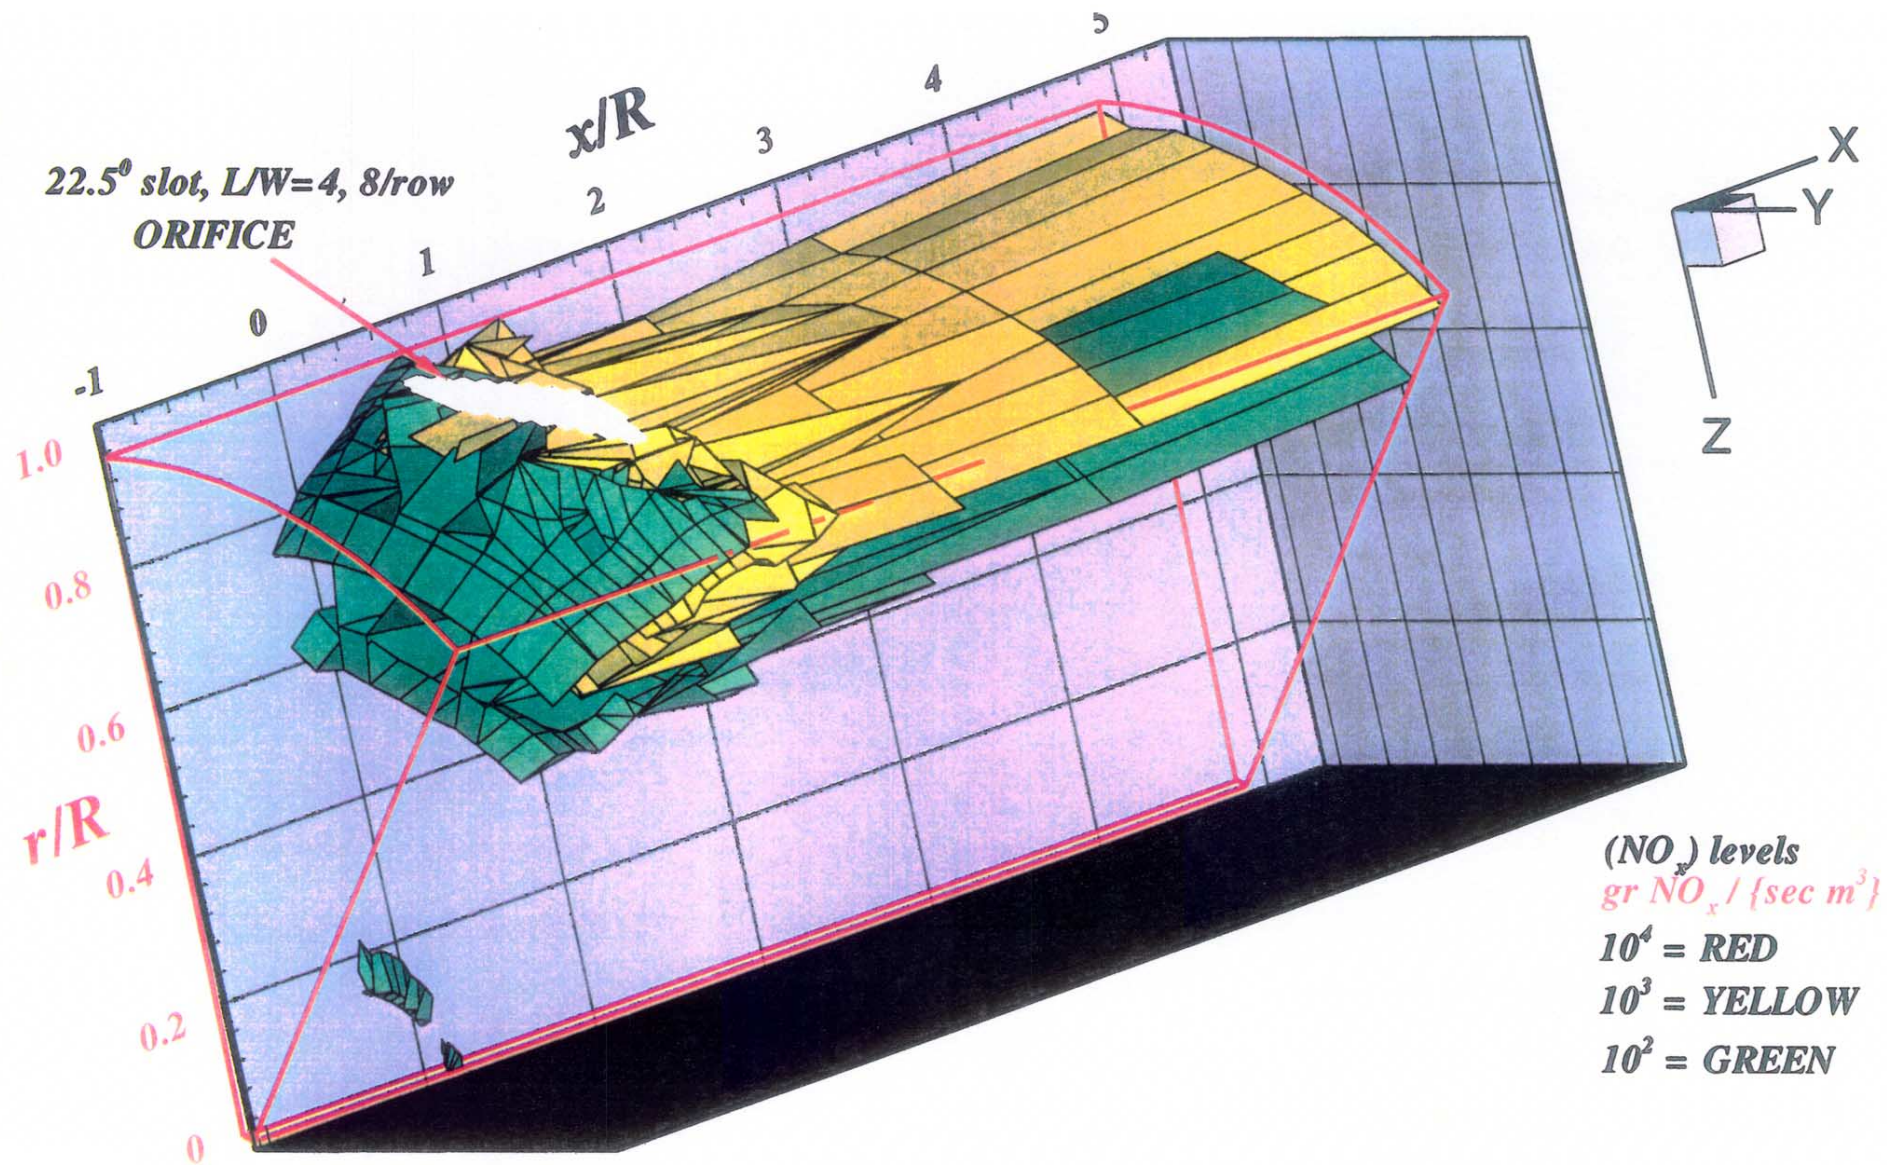 5
4
x/R
3
22.5⁰ slot, L/W=4, 8/row
ORIFICE
2
1
0
-1
X
Y
Z
1.0
0.8
0.6
r/R
0.4
0.2
0
(NOₓ) levels
gr NOₓ / {sec m³}
10⁴ = RED
10³ = YELLOW
10² = GREEN